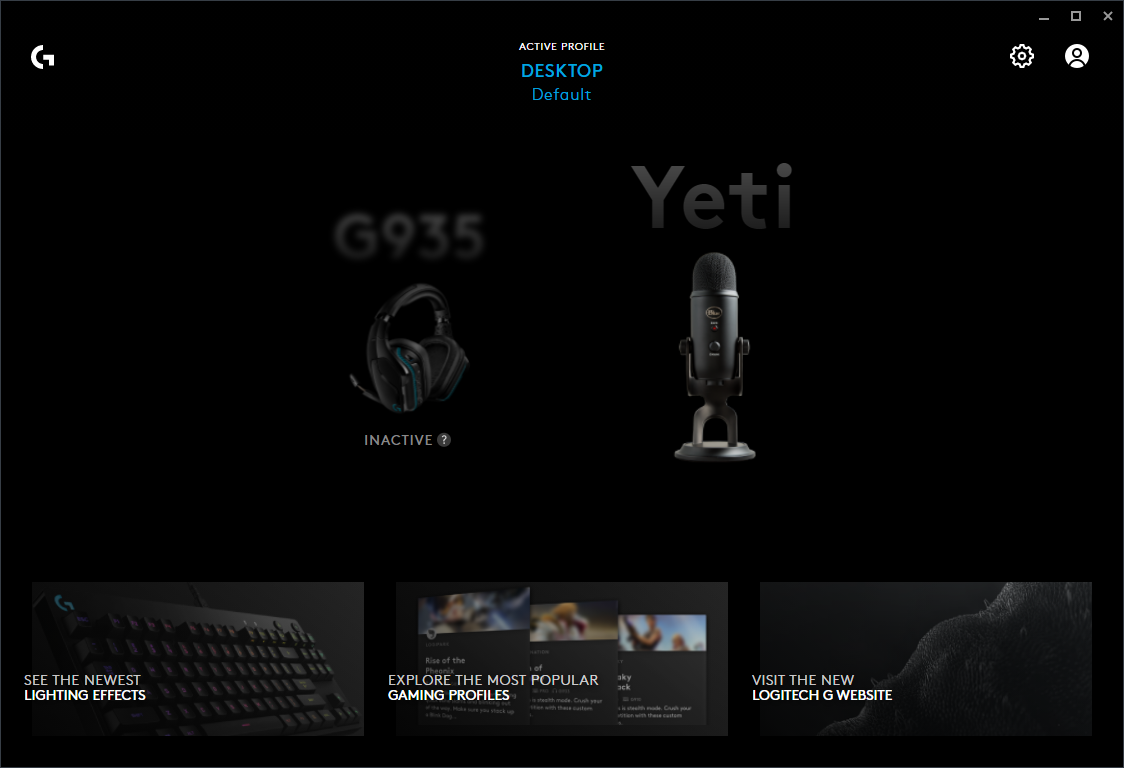 ACTIVE PROFILE
DESKTOP
Default
G935
Yeti
INACTIVE ?
SEE THE NEWEST
LIGHTING EFFECTS
Rise of the
Pheonix
EXPLORE THE MOST POPULAR
GAMING PROFILES
VISIT THE NEW
LOGITECH G WEBSITE